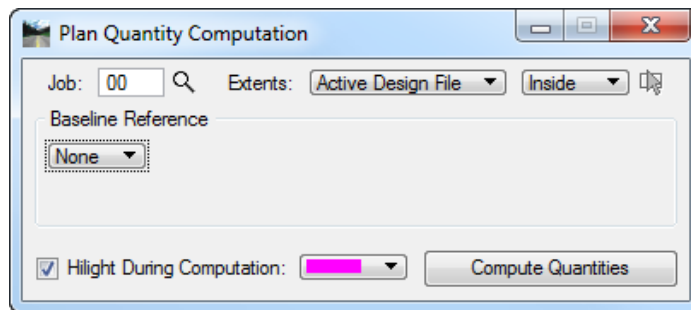 Plan Quantity Computation
Job: 00 Extents: Active Design File Inside
Baseline Reference
None
Hilight During Computation: Compute Quantities